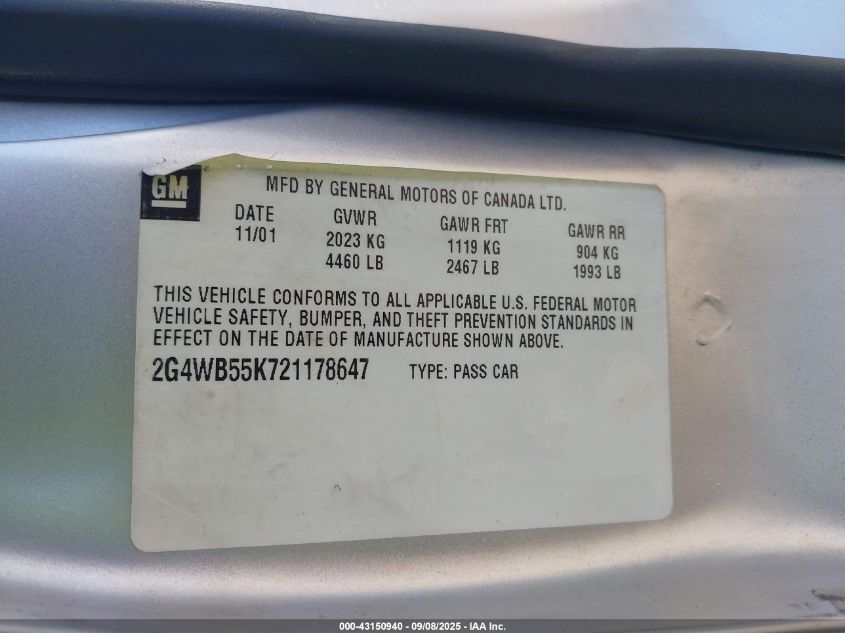 GM
MFD BY GENERAL MOTORS OF CANADA LTD.
DATE GVWR GAWR FRT GAWR RR
11/01 2023 KG 1119 KG 904 KG
4460 LB 2467 LB 1993 LB
THIS VEHICLE CONFORMS TO ALL APPLICABLE U.S. FEDERAL MOTOR
VEHICLE SAFETY, BUMPER, AND THEFT PREVENTION STANDARDS IN
EFFECT ON THE DATE OF MANUFACTURE SHOWN ABOVE.
2G4WB55K721178647 TYPE: PASS CAR
000-43150940 - 09/08/2025 - IAA Inc.